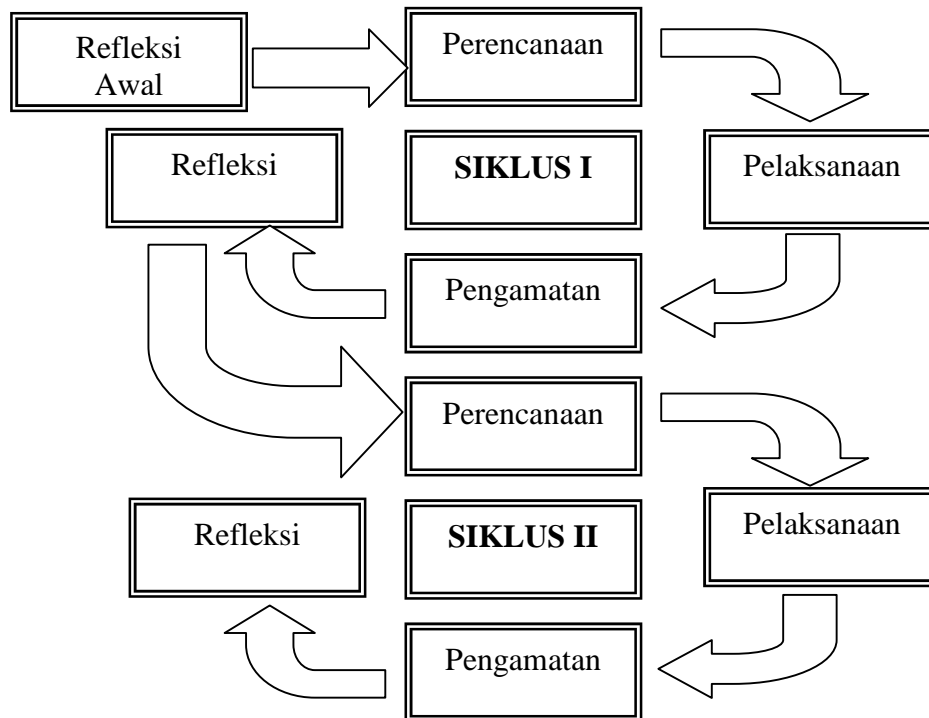 Refleksi
Awal
Perencanaan
Refleksi
SIKLUS I
Pelaksanaan
Pengamatan
Perencanaan
Refleksi
SIKLUS II
Pelaksanaan
Pengamatan